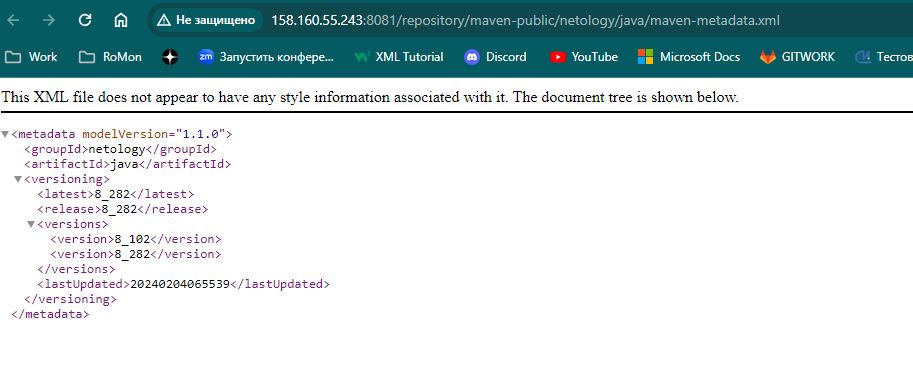 Не защищено 158.160.55.243:8081/repository/maven-public/netology/java/maven-metadata.xml
Work RoMon zm Запустить конфере... XML Tutorial Discord YouTube Microsoft Docs GITWORK Тестов
This XML file does not appear to have any style information associated with it. The document tree is shown below.
<metadata modelVersion="1.1.0">
<groupId>netology</groupId>
<artifactId>java</artifactId>
<versioning>
<latest>8_282</latest>
<release>8_282</release>
<versions>
<version>8_102</version>
<version>8_282</version>
</versions>
<lastUpdated>20240204065539</lastUpdated>
</versioning>
</metadata>